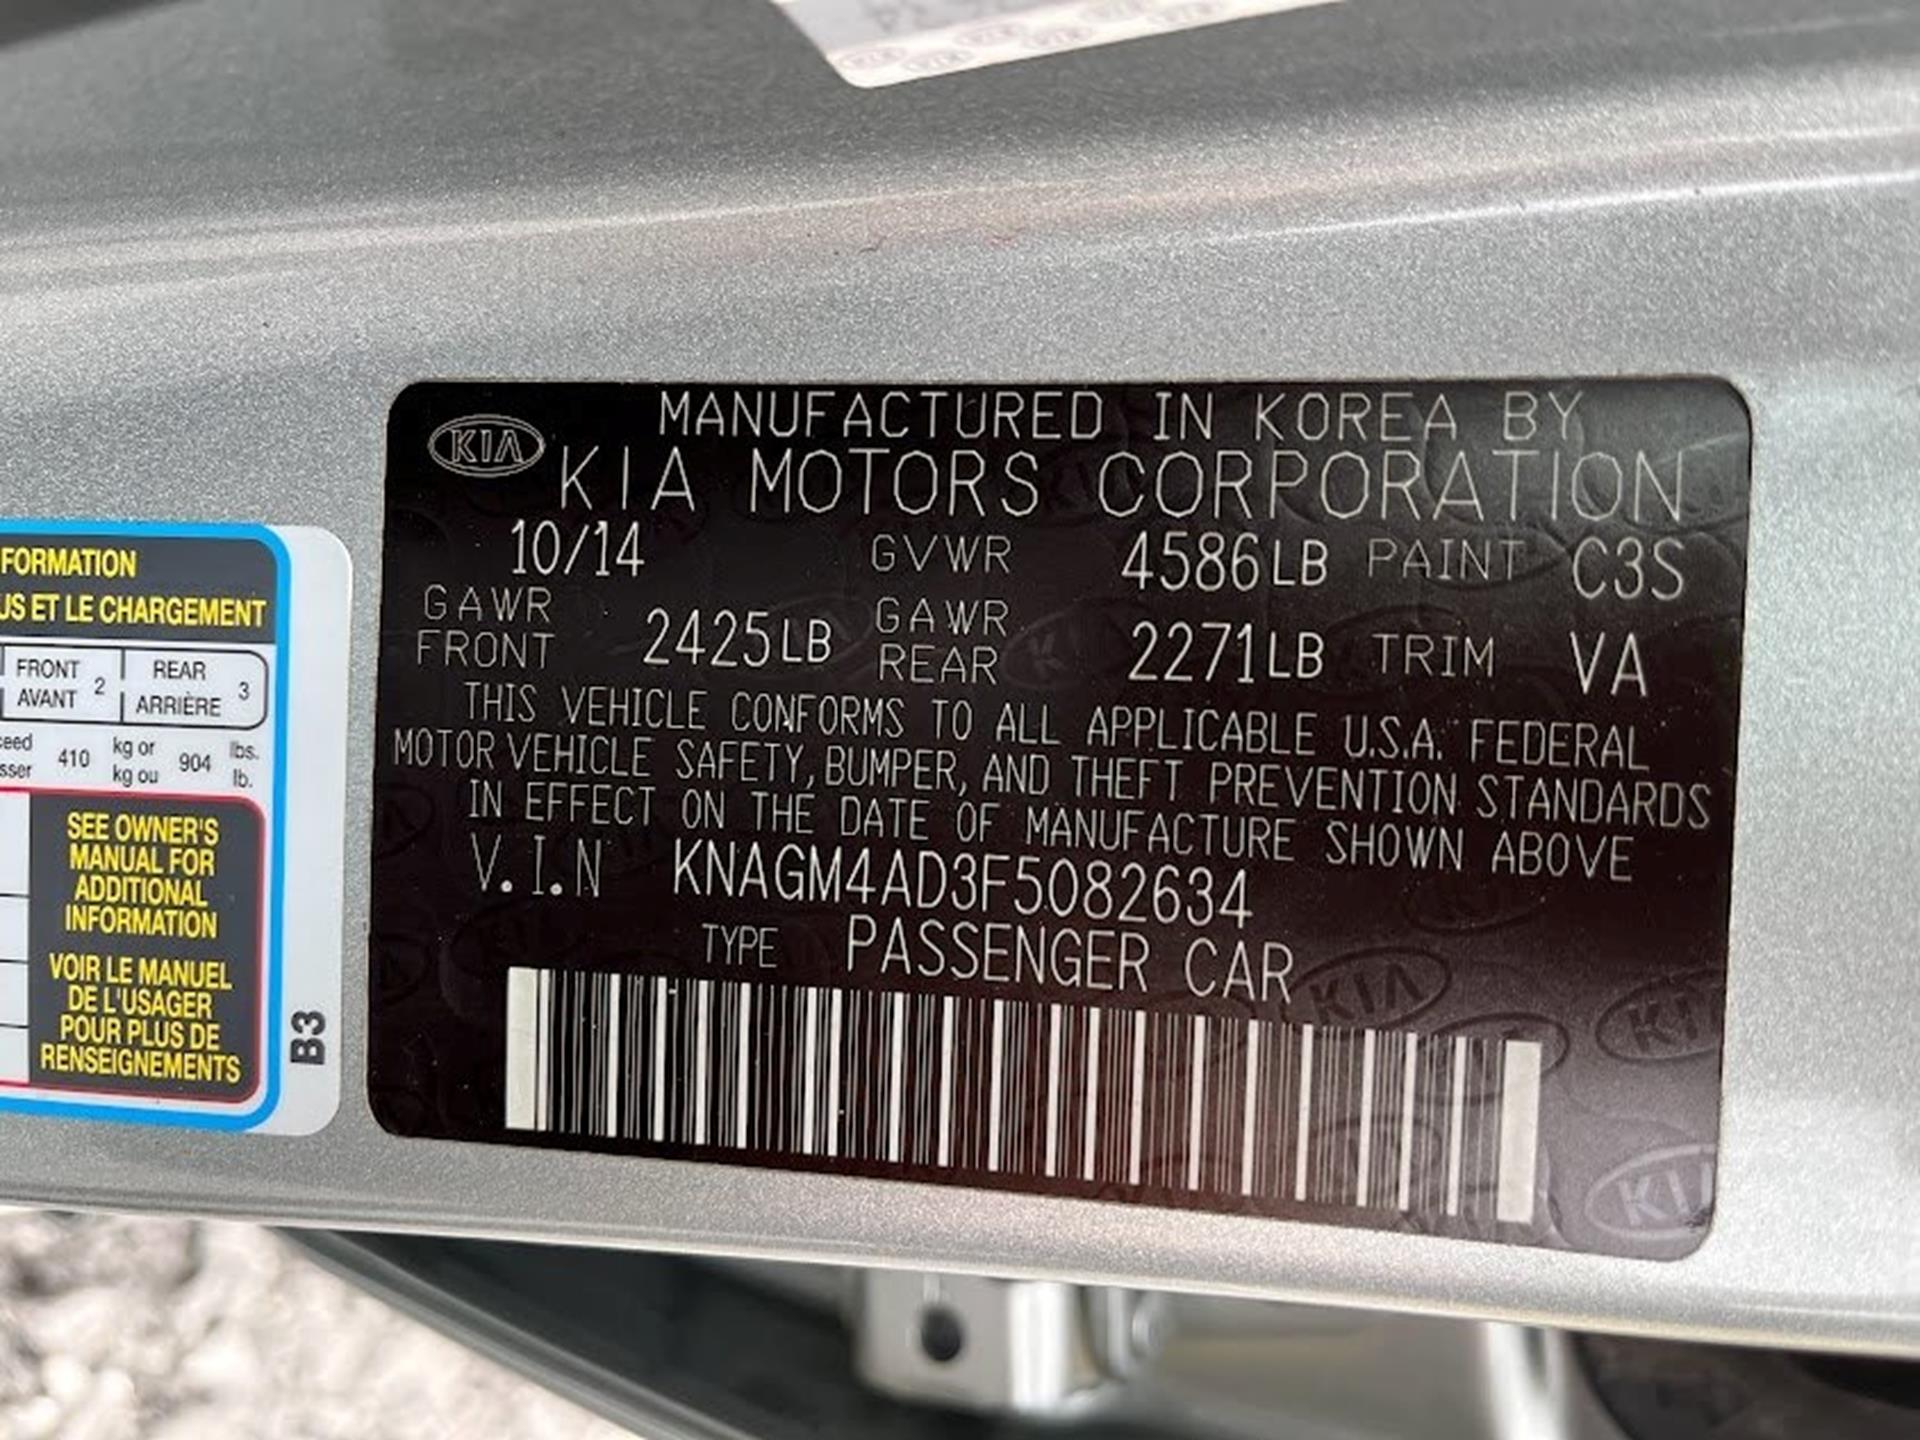 KIA
MANUFACTURED IN KOREA BY
KIA MOTORS CORPORATION
10/14 GVWR 4586LB PAINT C3S
GAWR FRONT 2425LB GAWR REAR 2271LB TRIM VA
THIS VEHICLE CONFORMS TO ALL APPLICABLE U.S.A. FEDERAL
MOTOR VEHICLE SAFETY, BUMPER, AND THEFT PREVENTION STANDARDS
IN EFFECT ON THE DATE OF MANUFACTURE SHOWN ABOVE
V.I.N KNAGM4AD3F5082634
TYPE PASSENGER CAR
FORMATION
US ET LE CHARGEMENT
FRONT 2 REAR 3
AVANT ARRIÈRE
ceed 410 kg or 904 lbs.
sser kg ou lb.
SEE OWNER'S
MANUAL FOR
ADDITIONAL
INFORMATION
VOIR LE MANUEL
DE L'USAGER
POUR PLUS DE
RENSEIGNEMENTS
B3